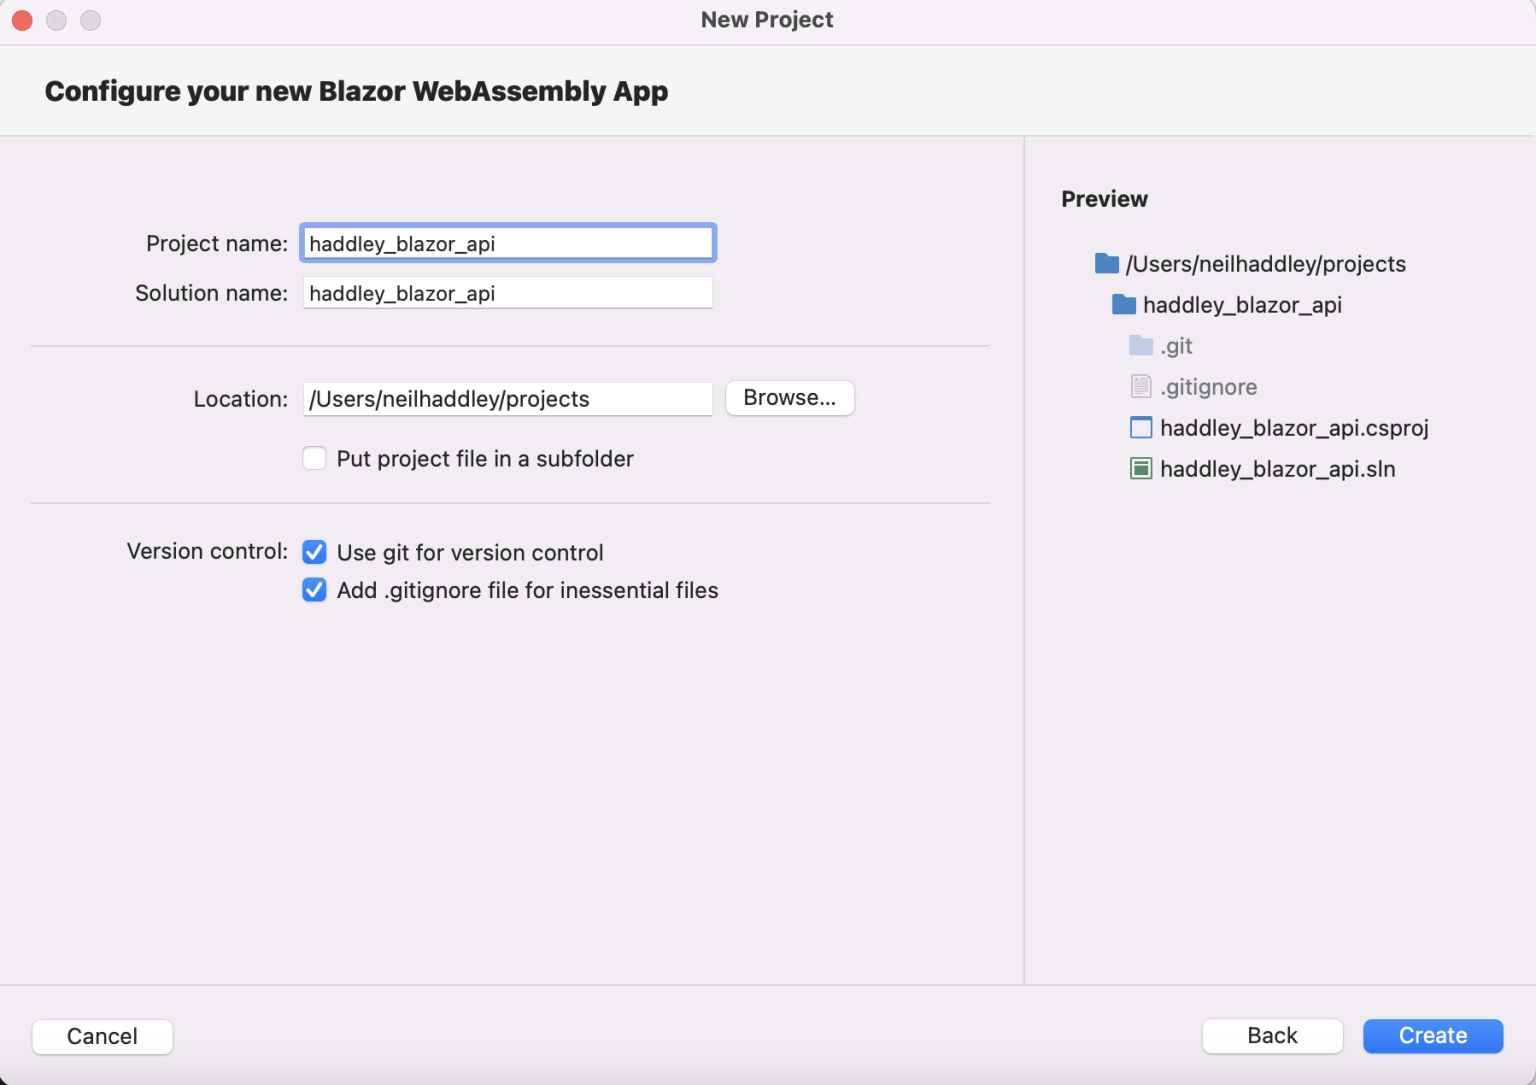 New Project
Configure your new Blazor WebAssembly App
Project name: haddley_blazor_api
Solution name: haddley_blazor_api
Location: /Users/neilhaddley/projects Browse...
Put project file in a subfolder
Version control: Use git for version control
Add .gitignore file for inessential files
Preview
/Users/neilhaddley/projects
haddley_blazor_api
.git
.gitignore
haddley_blazor_api.csproj
haddley_blazor_api.sln
Cancel Back Create